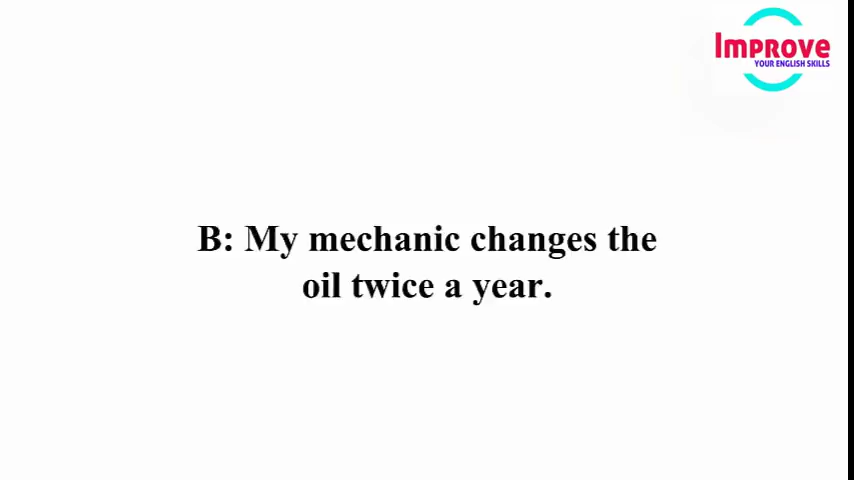 Improve
YOUR ENGLISH SKILLS
B: My mechanic changes the
oil twice a year.